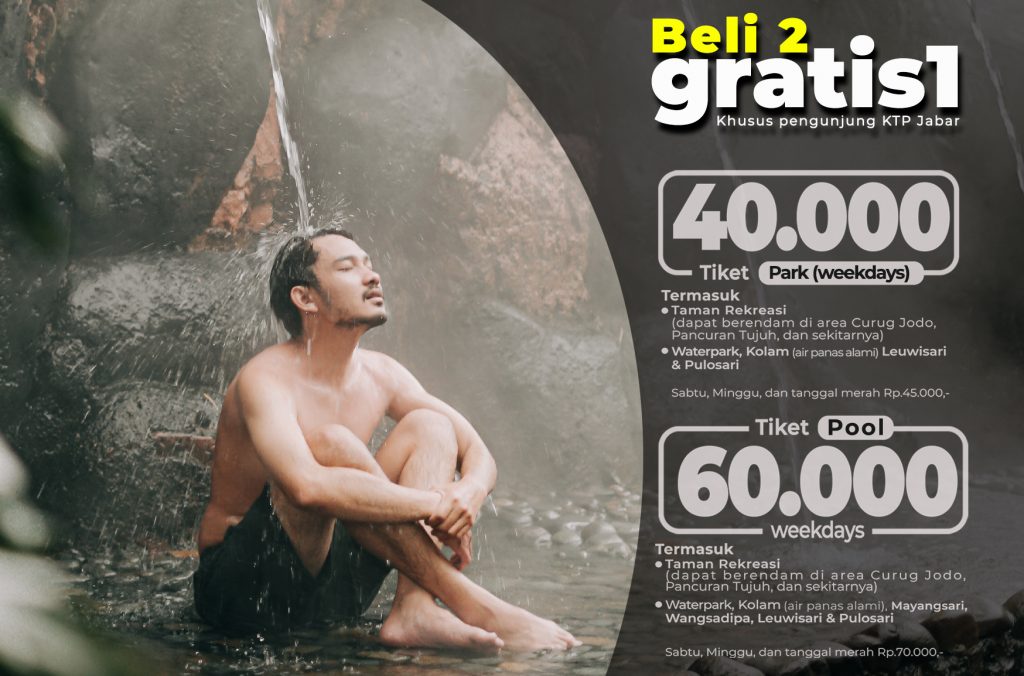 Beli 2
gratis1
Khusus pengunjung KTP Jabar
40.000
Tiket Park (weekdays)
Termasuk
• Taman Rekreasi
(dapat berendam di area Curug Jodo,
Pancuran Tujuh, dan sekitarnya)
• Waterpark, Kolam (air panas alami) Leuwisari
& Pulosari
Sabtu, Minggu, dan tanggal merah Rp.45.000,-
Tiket Pool
60.000
weekdays
Termasuk
• Taman Rekreasi
(dapat berendam di area Curug Jodo,
Pancuran Tujuh, dan sekitarnya)
• Waterpark, Kolam (air panas alami), Mayangsari,
Wangsadipa, Leuwisari & Pulosari
Sabtu, Minggu, dan tanggal merah Rp.70.000,-